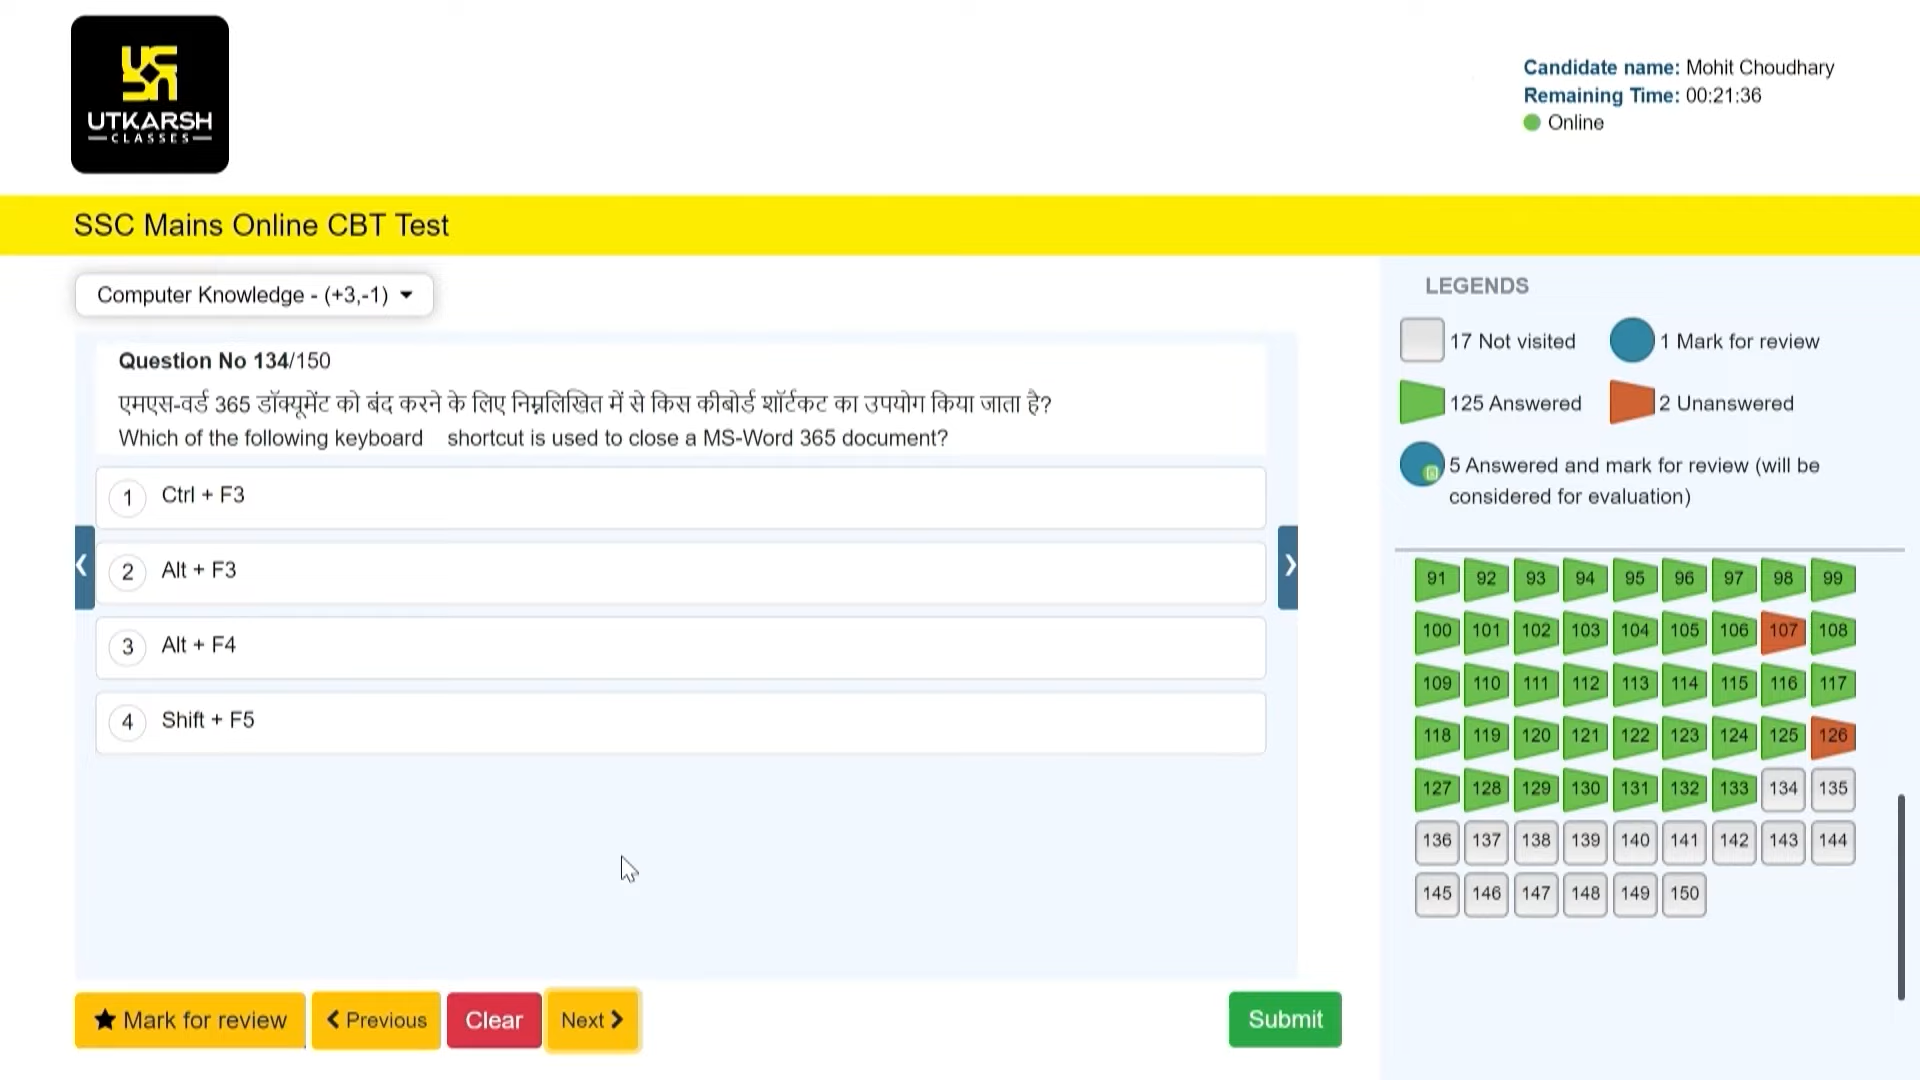 UTKARSH
CLASSES
Candidate name: Mohit Choudhary
Remaining Time: 00:21:36
Online
SSC Mains Online CBT Test
Computer Knowledge - (+3,-1)
Question No 134/150
एमएस-वर्ड 365 डॉक्यूमेंट को बंद करने के लिए निम्नलिखित में से किस कीबोर्ड शॉर्टकट का उपयोग किया जाता है?
Which of the following keyboard shortcut is used to close a MS-Word 365 document?
1 Ctrl + F3
2 Alt + F3
3 Alt + F4
4 Shift + F5
Mark for review
Previous
Clear
Next
Submit
LEGENDS
17 Not visited
1 Mark for review
125 Answered
2 Unanswered
5 Answered and mark for review (will be
considered for evaluation)
91 92 93 94 95 96 97 98 99
100 101 102 103 104 105 106 107 108
109 110 111 112 113 114 115 116 117
118 119 120 121 122 123 124 125 126
127 128 129 130 131 132 133 134 135
136 137 138 139 140 141 142 143 144
145 146 147 148 149 150